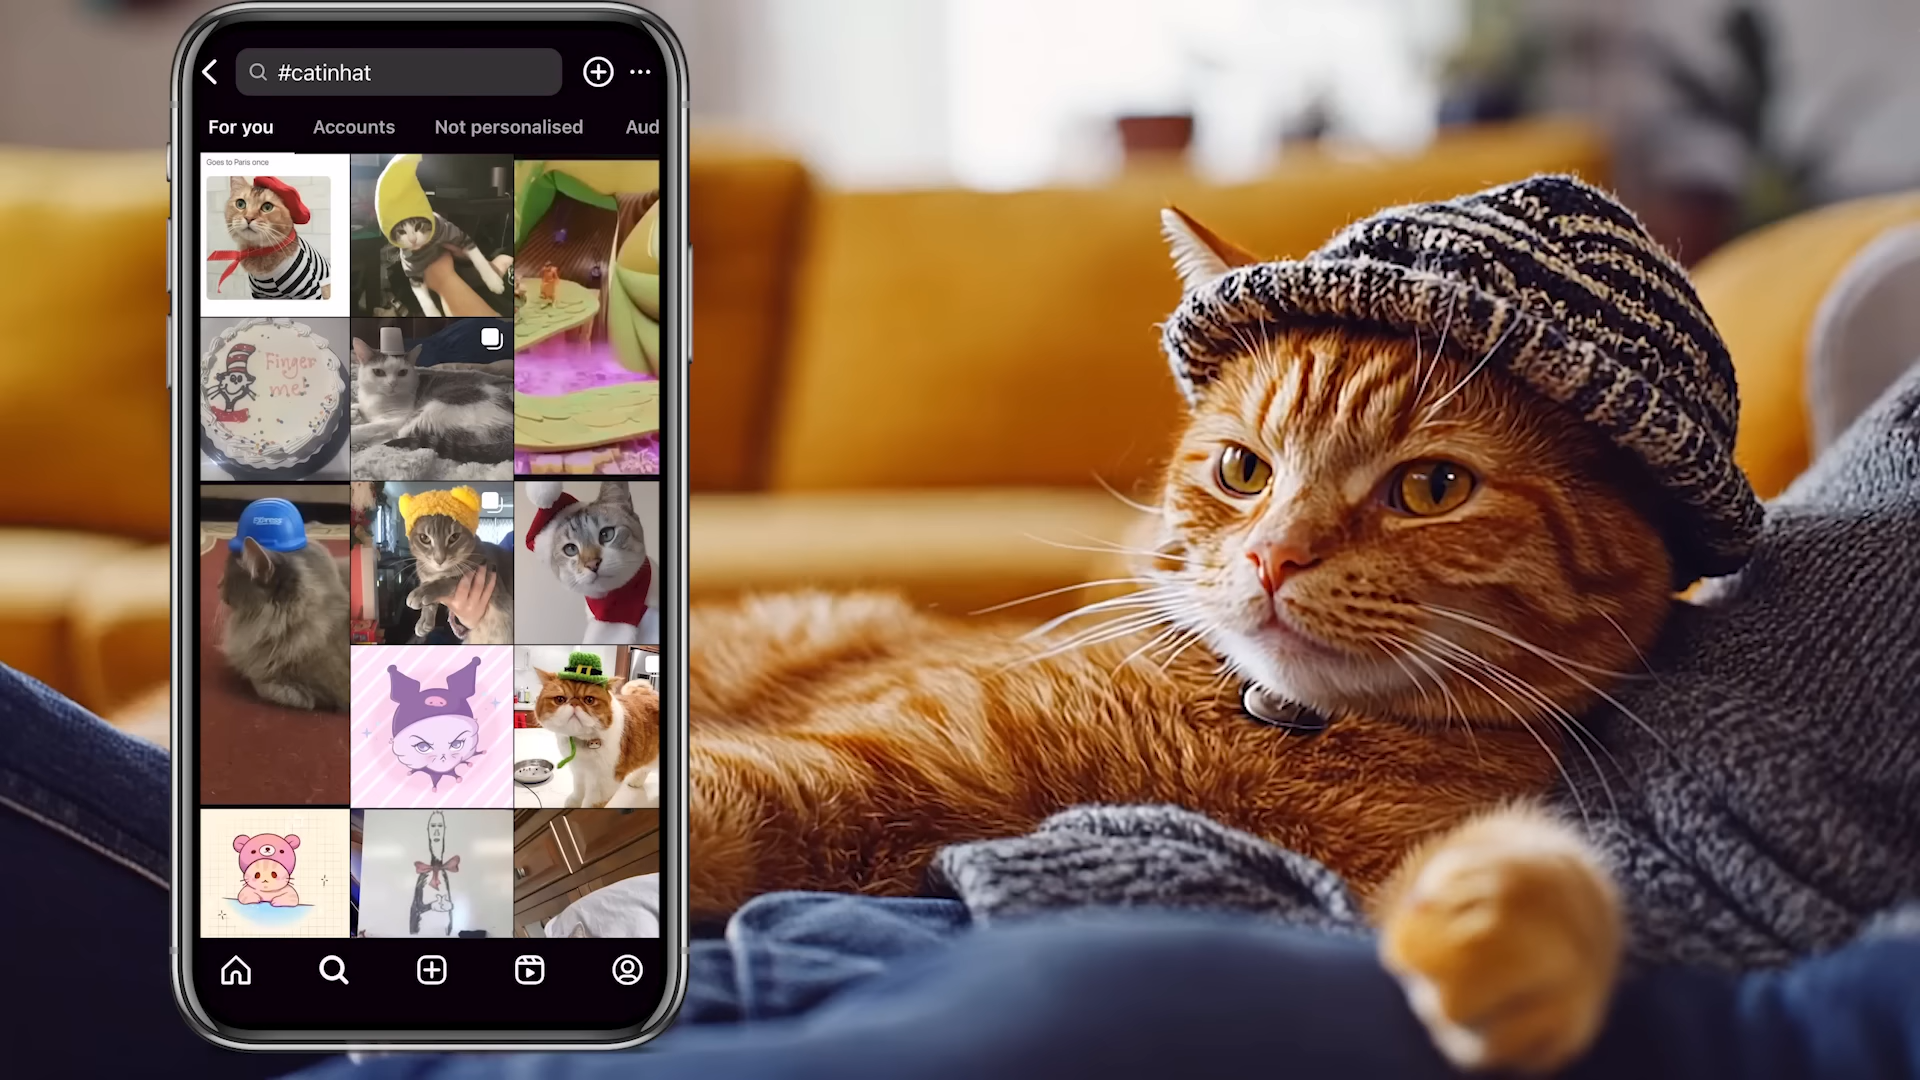 #catinhat
For you
Accounts
Not personalised
Aud
Goes to Paris once
Finger
me!